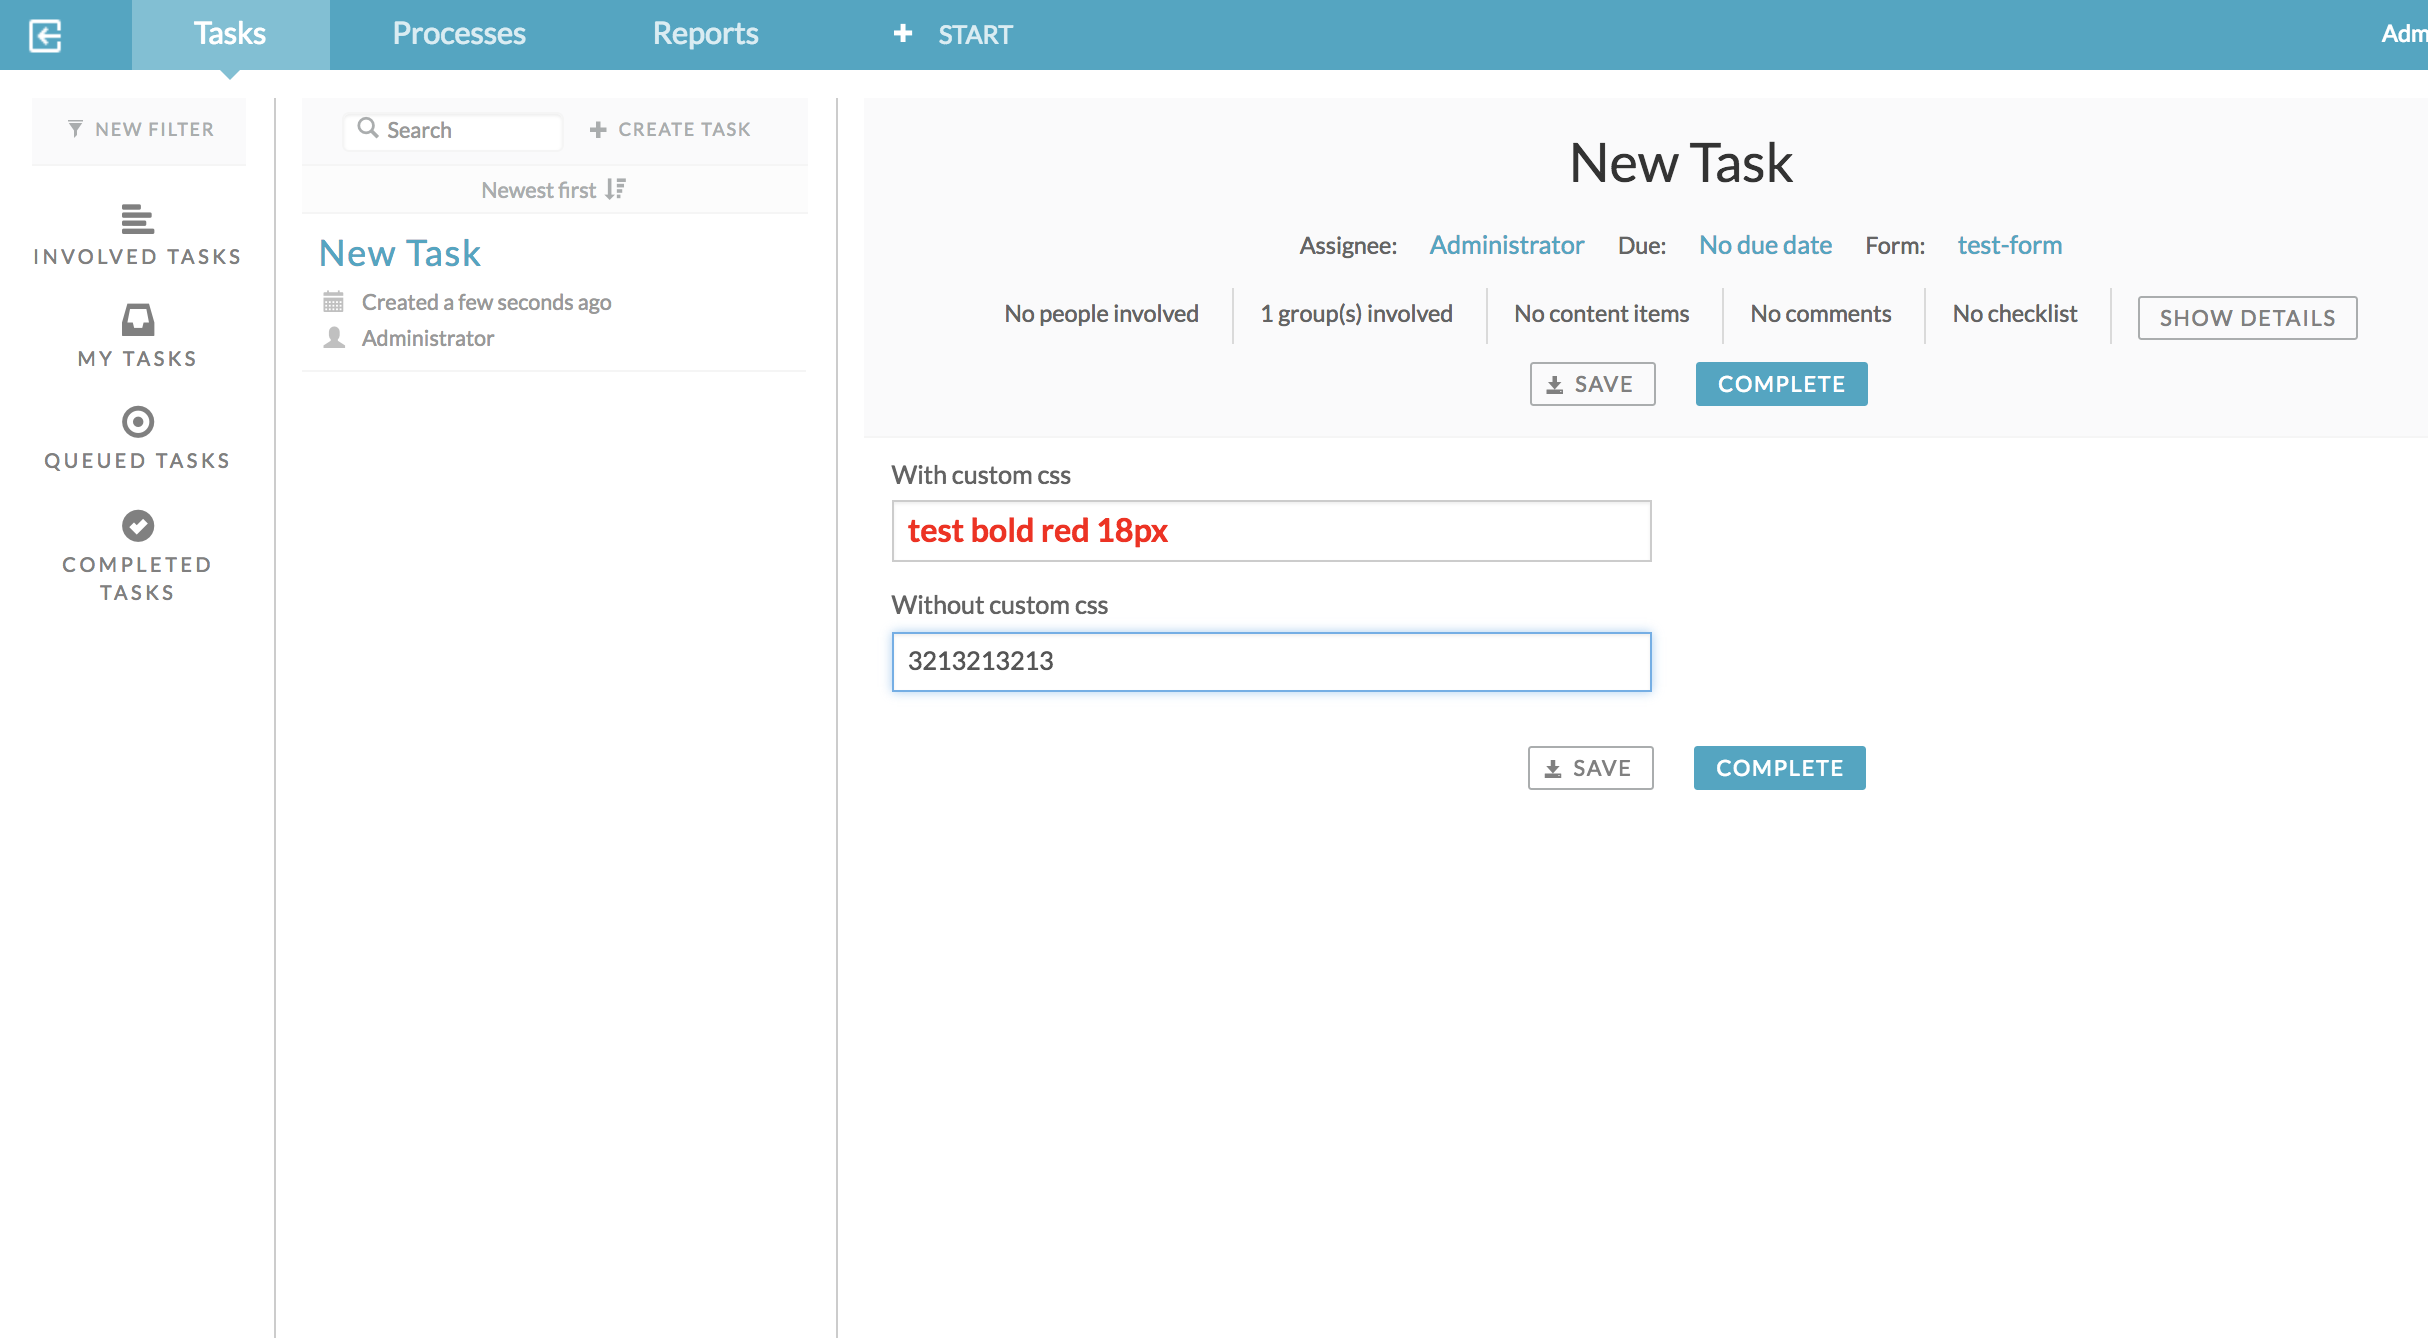 Tasks Processes Reports START Adm
NEW FILTER
INVOLVED TASKS
MY TASKS
QUEUED TASKS
COMPLETED
TASKS
Search CREATE TASK
Newest first
New Task
Created a few seconds ago
Administrator
New Task
Assignee: Administrator Due: No due date Form: test-form
No people involved 1 group(s) involved No content items No comments No checklist SHOW DETAILS
SAVE COMPLETE
With custom css
test bold red 18px
Without custom css
3213213213
SAVE COMPLETE